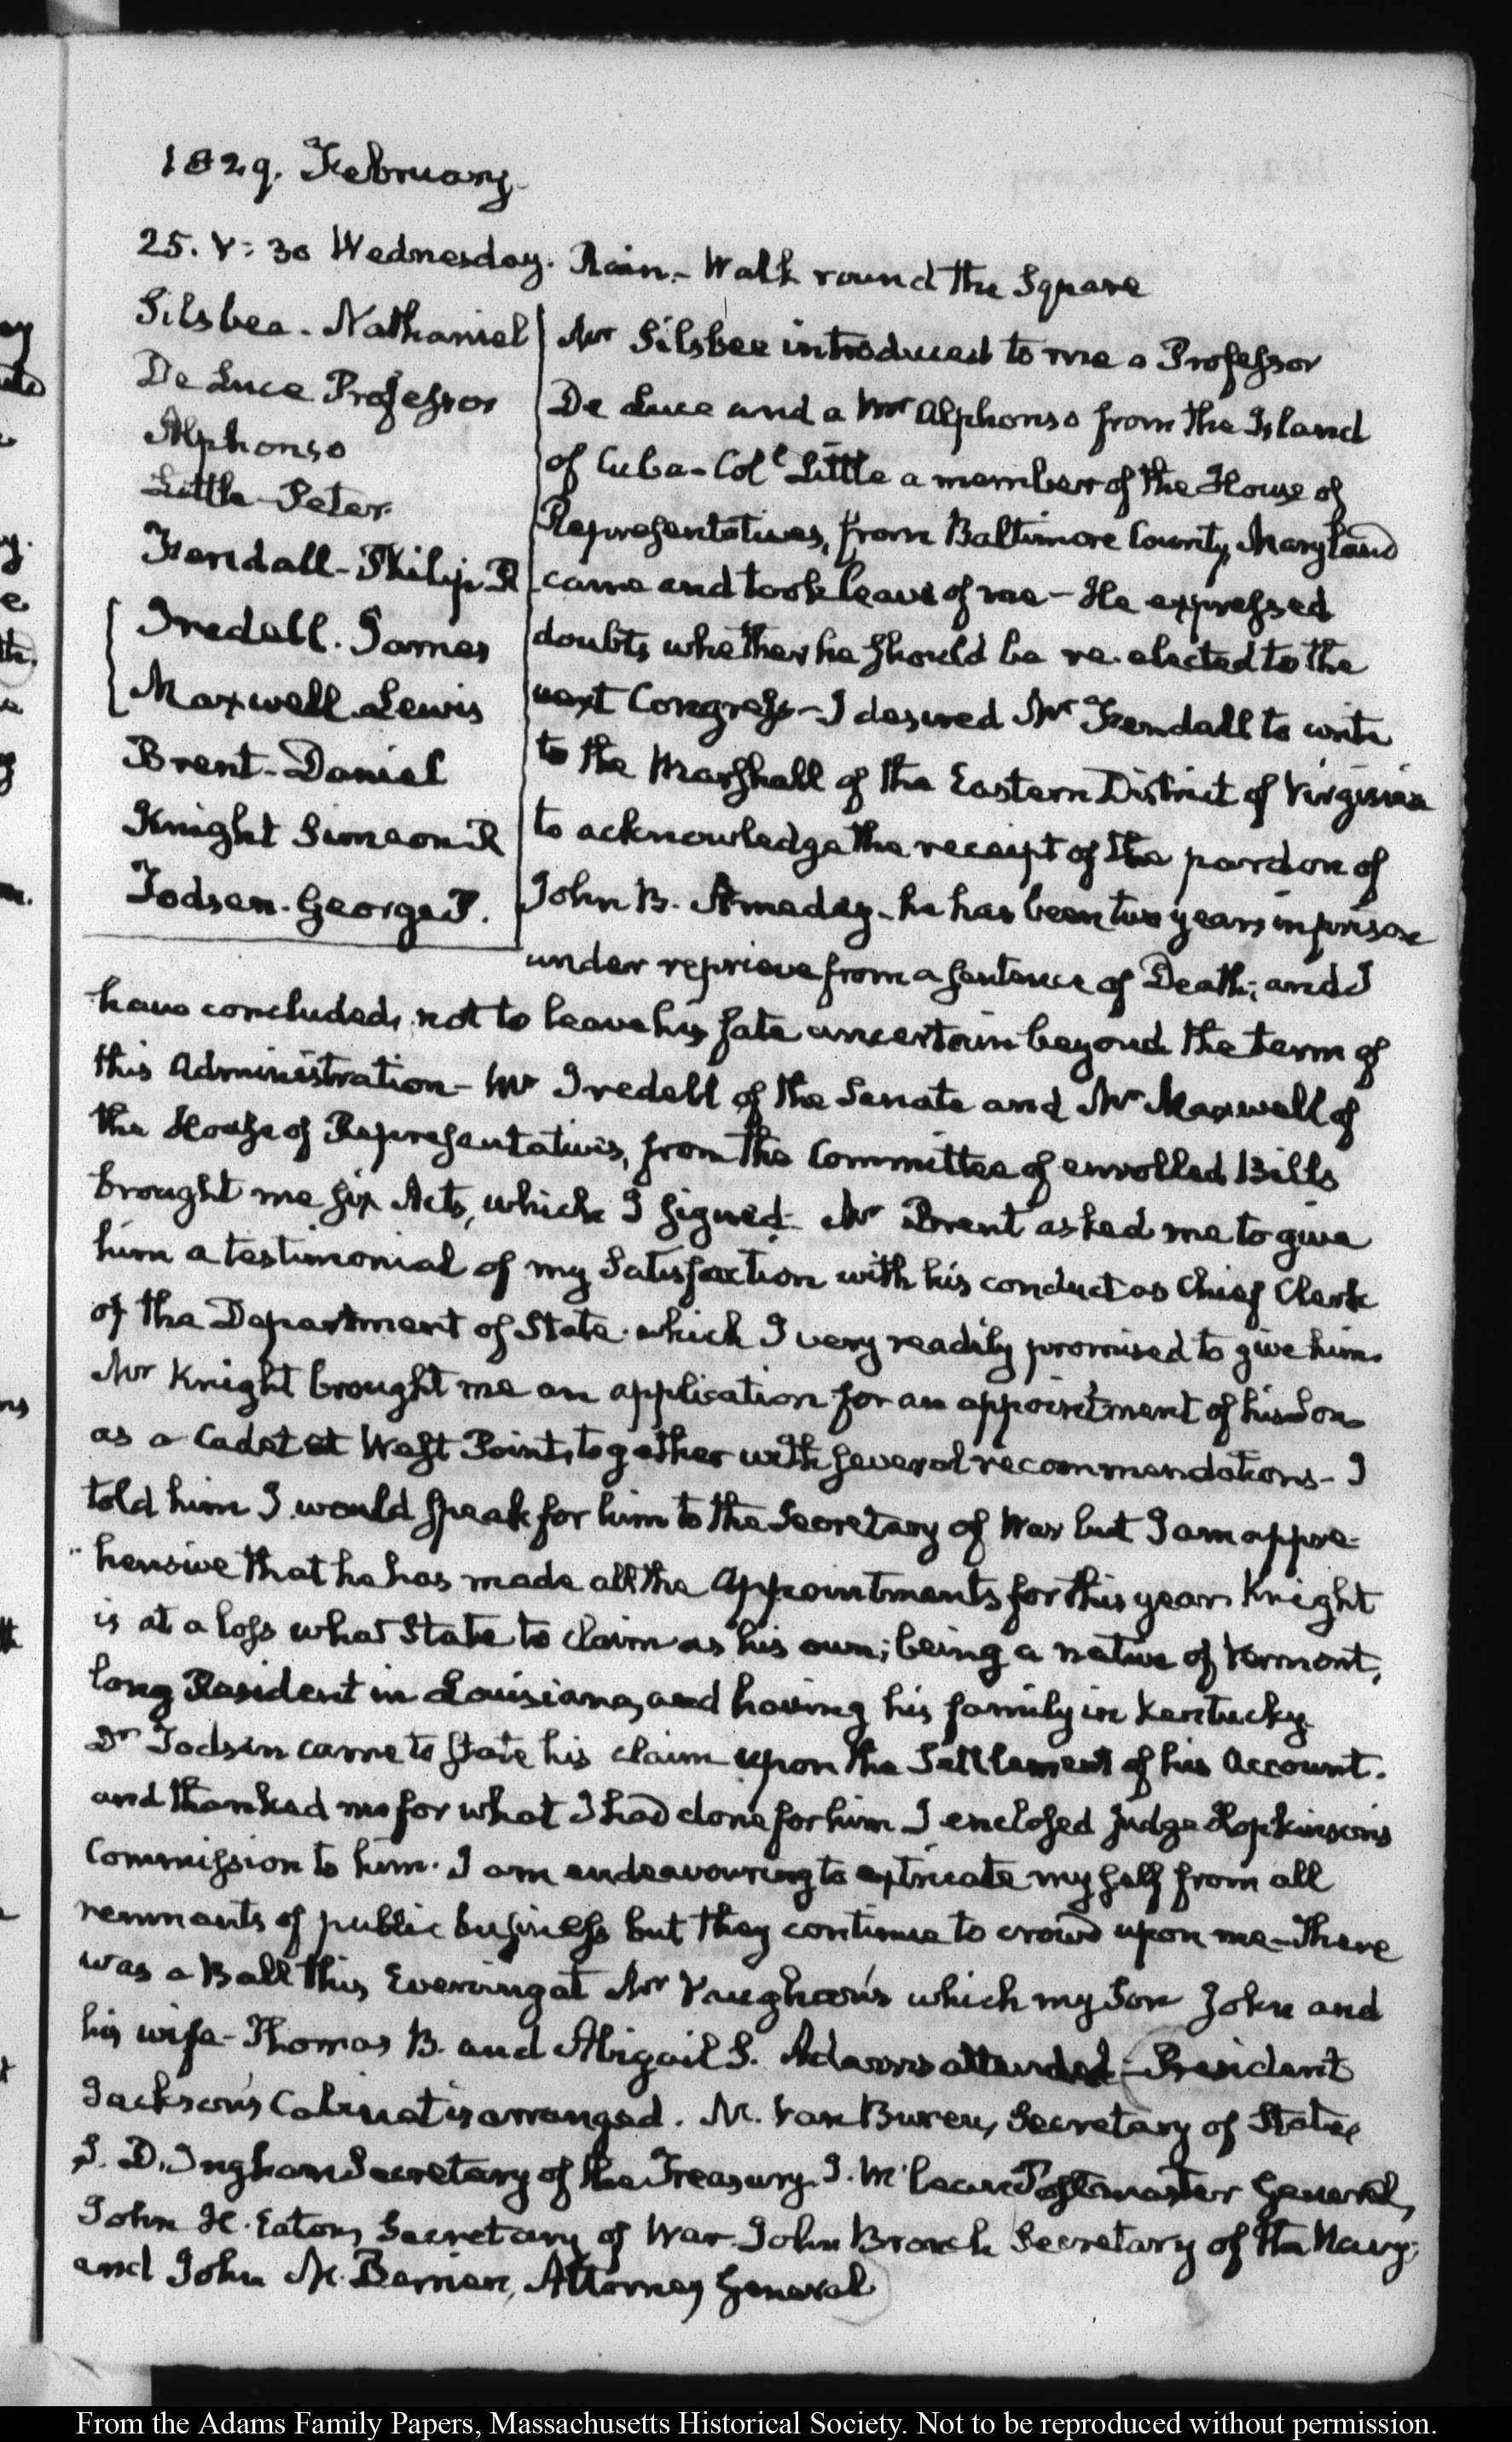 1829. February.
25. V: 30 Wednesday. Rain. - Walk round the Square
Silsbee. Nathaniel
De Luce Professor
Alphonso
Little - Peter.
Fendall - Philip R
Iredell. James
Maxwell Lewis
Brent - Daniel
Knight Simeon R
Todsen. George P.
Mr Silsbee introduced to me a Professor
De Luce and a Mr Alphonso from the Island
of Cuba - Coll Little a member of the House of
Representatives, from Baltimore County, Maryland
came and took leave of me - He expressed
doubts whether he should be re-elected to the
next Congress - I desired Mr Fendall to write
to the Marshall of the Eastern District of Virginia
to acknowledge the receipt of the pardon of
John B. Amaday - he has been two years in prison
under reprieve from a sentence of Death; and I
have concluded, not to leave his fate uncertain beyond the term of
this Administration - Mr Iredell of the Senate and Mr Maxwell of
the House of Representatives, from the Committee of enrolled Bills
brought me six Acts, which I signed. Mr Brent asked me to give
him a testimonial of my Satisfaction with his conduct as Chief Clerk
of the Department of State. which I very readily promised to give him.
Mr Knight brought me an application for an appointment of his Son
as a Cadet at West Point, together with several recommendations - I
told him I would speak for him to the Secretary of War but I am appre-
hensive that he has made all the appointments for this year. Knight
is at a loss what State to claim as his own; being a native of Vermont,
long Resident in Louisiana, and having his family in Kentucky.
Dr Todsen came to state his claim upon the Settlement of his Account.
and thanked me for what I had done for him I enclosed Judge Hopkinson's
Commission to him. I am endeavouring to extricate myself from all
remnants of public business but they continue to crowd upon me - There
was a Ball this Evening at Mr Vaughan's which my Son John and
his wife - Thomas B. and Abigail S. Adams attended - President
Jackson's Cabinet is arranged. M. Van Buren, Secretary of State,
S. D. Ingham Secretary of the Treasury. J. McLean Postmaster General,
John H. Eaton, Secretary of War John Branch Secretary of the Navy,
and John M. Berrien, Attorney General
From the Adams Family Papers, Massachusetts Historical Society. Not to be reproduced without permission.